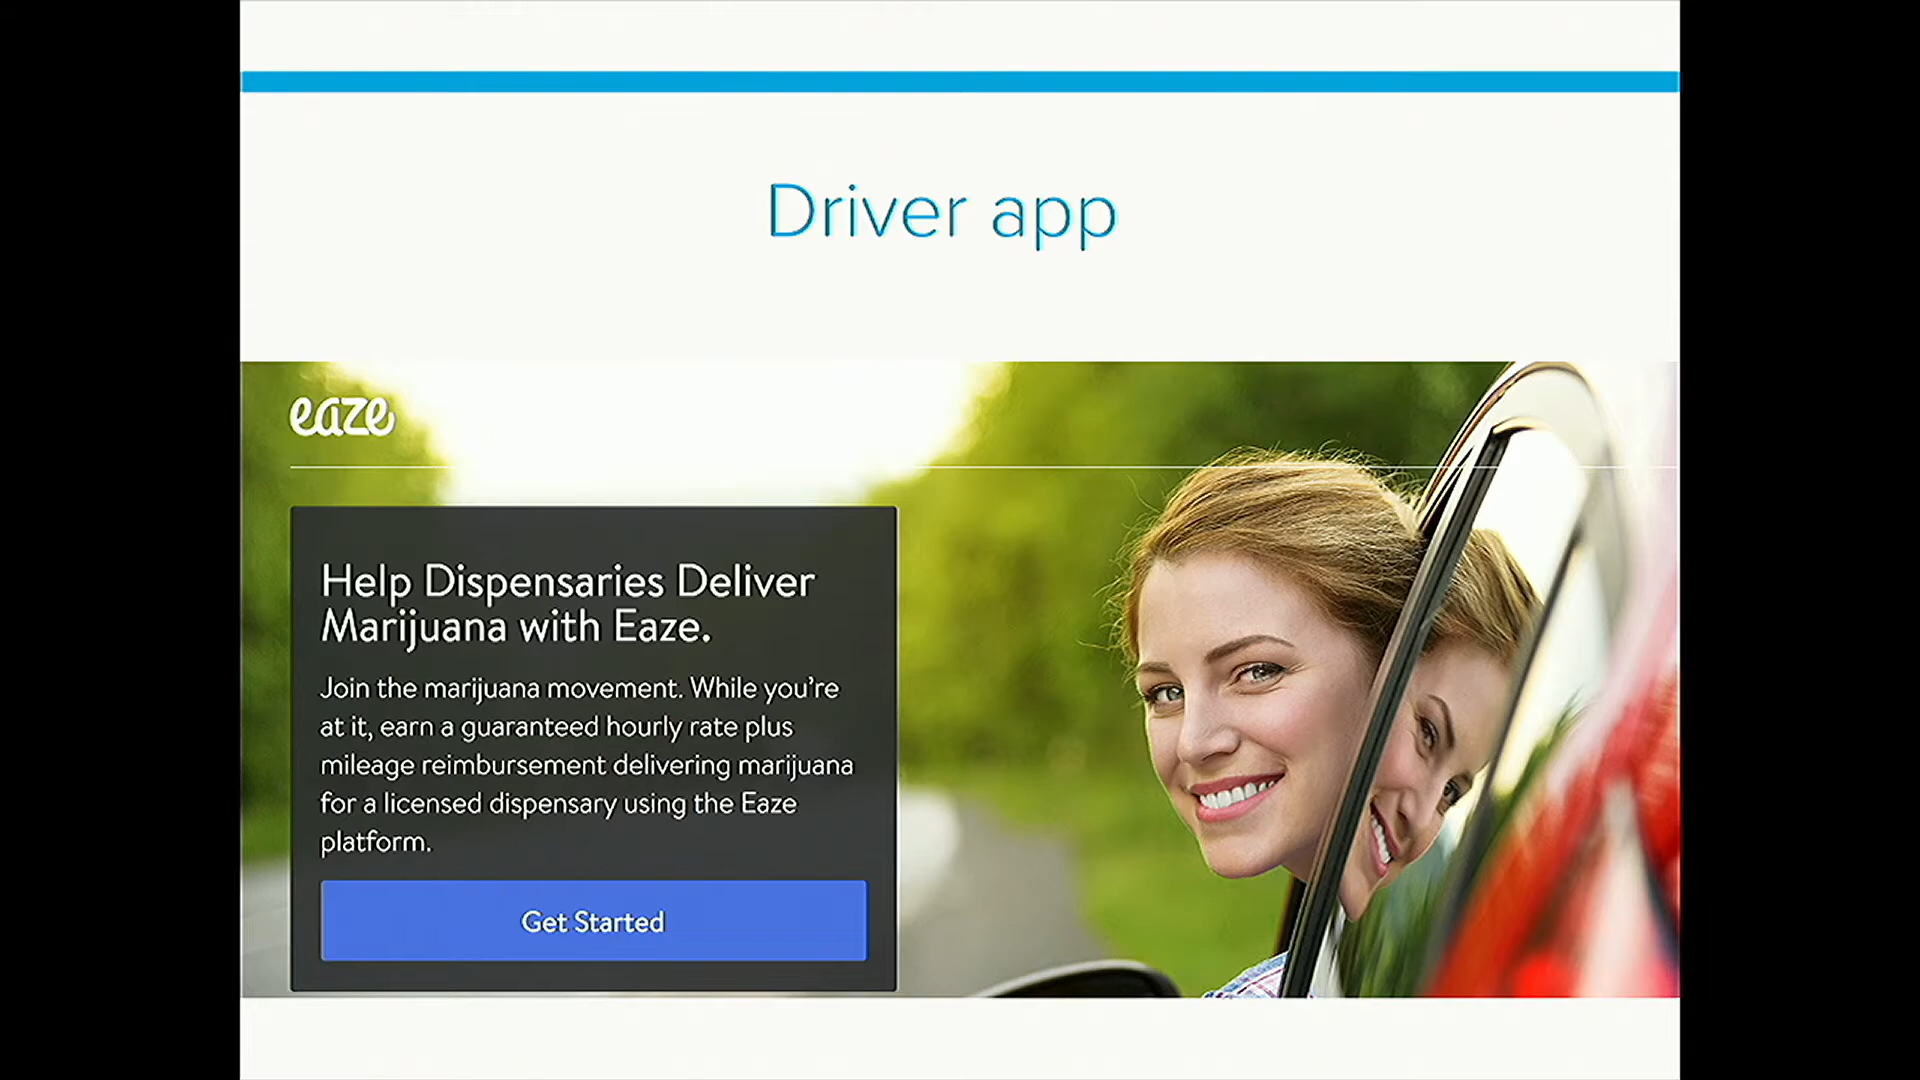 Driver app
eaze
Help Dispensaries Deliver
Marijuana with Eaze.
Join the marijuana movement. While you're
at it, earn a guaranteed hourly rate plus
mileage reimbursement delivering marijuana
for a licensed dispensary using the Eaze
platform.
Get Started